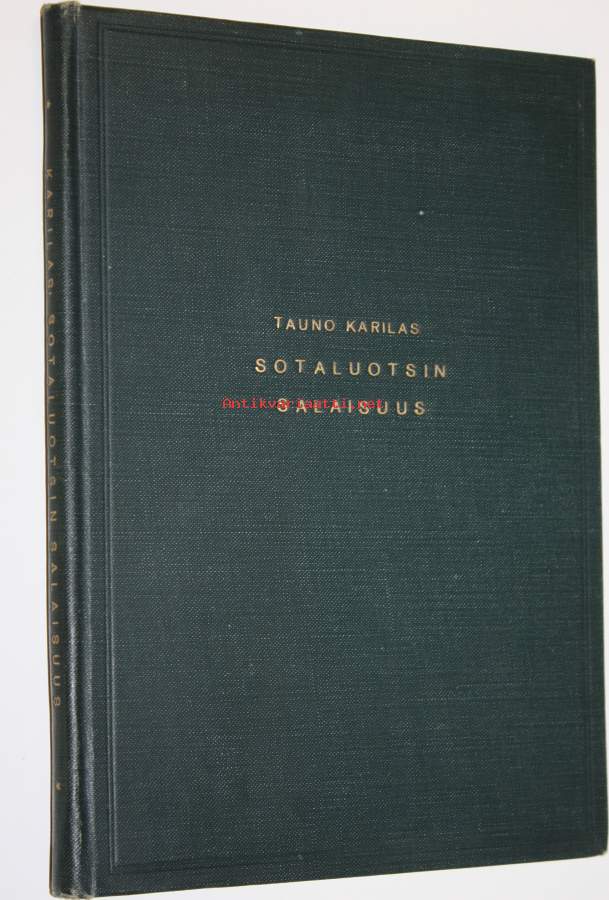 TAUNO KARILAS
SOTALUOTSIN
SALAISUUS
Antikvariaatti.net
KARILAS: SOTALUOTSIN SALAISUUS